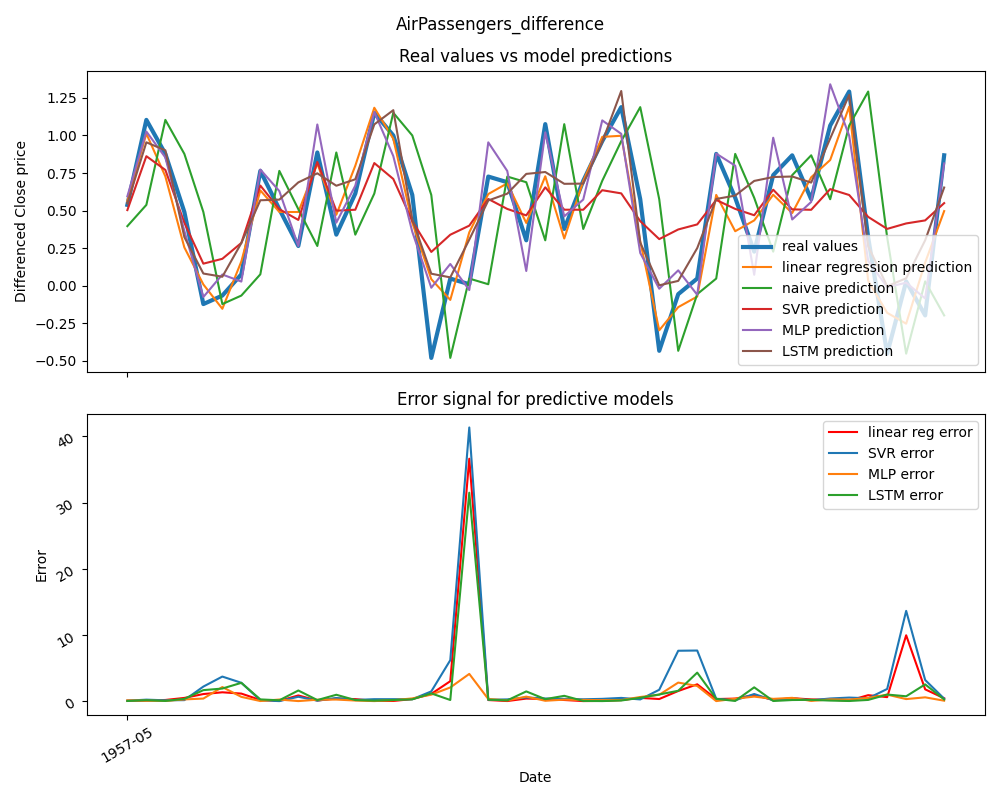 AirPassengers_difference
Real values vs model predictions
Differenced Close price
1.25
1.00
0.75
0.50
0.25
0.00
−0.25
−0.50
real values
linear regression prediction
naive prediction
SVR prediction
MLP prediction
LSTM prediction
Error signal for predictive models
Error
40
30
20
10
0
linear reg error
SVR error
MLP error
LSTM error
1957-05
Date